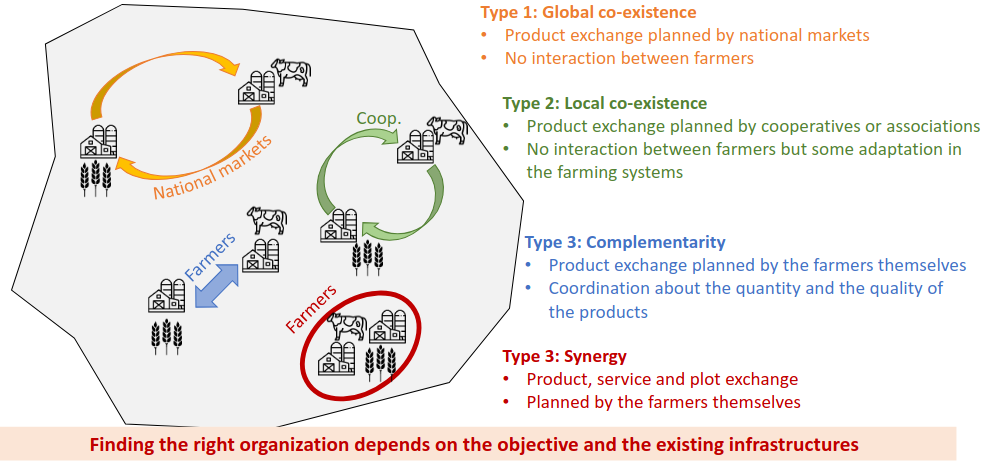 Type 1: Global co-existence
• Product exchange planned by national markets
• No interaction between farmers
Type 2: Local co-existence
• Product exchange planned by cooperatives or associations
• No interaction between farmers but some adaptation in
the farming systems
Type 3: Complementarity
• Product exchange planned by the farmers themselves
• Coordination about the quantity and the quality of
the products
Type 3: Synergy
• Product, service and plot exchange
• Planned by the farmers themselves
National markets
Coop.
Farmers
Farmers
Finding the right organization depends on the objective and the existing infrastructures